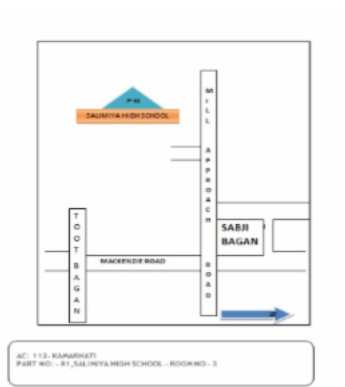 SALIMIYA HIGH SCHOOL
MILL APPROACH ROAD
TOOT BAGAN
SABJI
BAGAN
MACKENZIE ROAD
AC: 112- KAMARHATI
PART NO: - 81 ,SALIMIYA HIGH SCHOOL - ROOM NO - 3